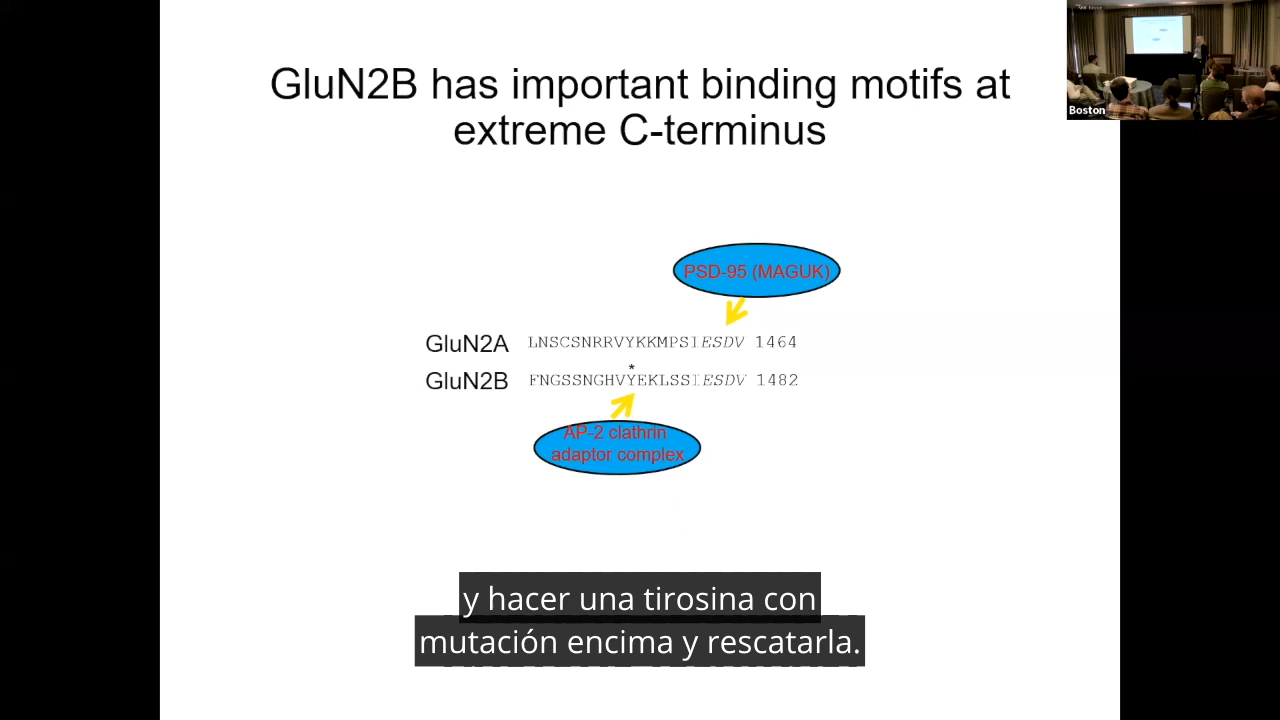 GluN2B has important binding motifs at
extreme C-terminus
Boston
PSD-95 (MAGUK)
GluN2A LNSCSNRRVYKKMPSIESDV 1464
*
GluN2B FNGSSNGHVYEKLSSIESDV 1482
AP-2 clathrin
adaptor complex
y hacer una tirosina con
mutación encima y rescatarla.